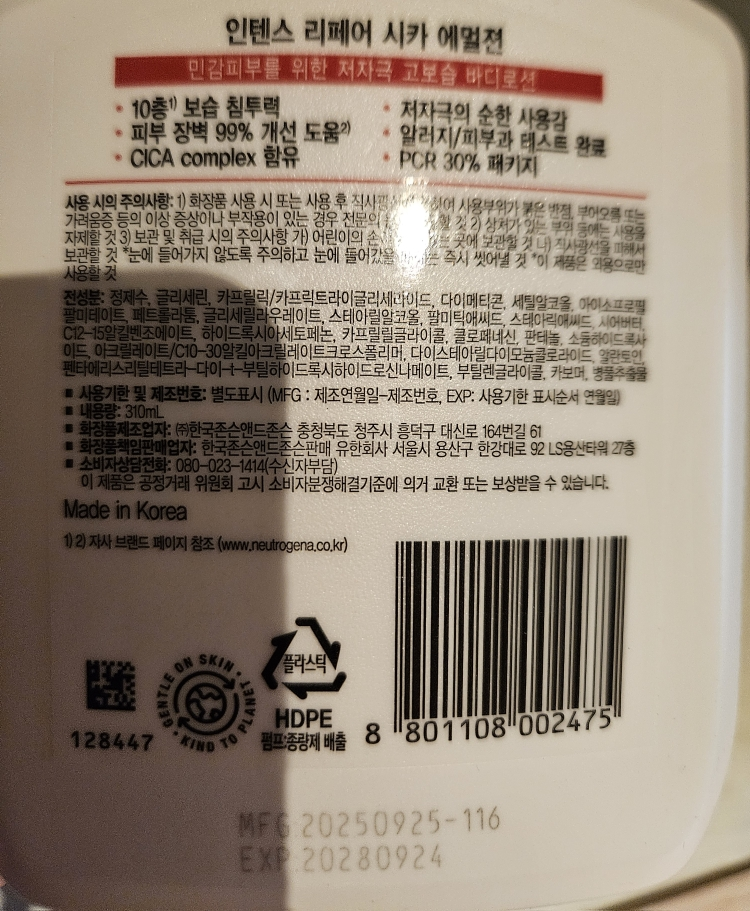 인텐스 리페어 시카 에멀젼
민감피부를 위한 저자극 고보습 바디로션
• 10층1) 보습 침투력
• 피부 장벽 99% 개선 도움2)
• CICA complex 함유
• 저자극의 순한 사용감
• 알러지/피부과 테스트 완료
• PCR 30% 패키지
사용 시의 주의사항: 1) 화장품 사용 시 또는 사용 후 직사광선에 의하여 사용부위가 붉은 반점, 부어오름 또는
가려움증 등의 이상 증상이나 부작용이 있는 경우 전문의 할 것 2) 상처가 있는 부위 등에는 사용을
자제할 것 3) 보관 및 취급 시의 주의사항 가) 어린이의 손 있는 곳에 보관할 것 나) 직사광선을 피해서
보관할 것 *눈에 들어가지 않도록 주의하고 눈에 들어갔을 즉시 씻어낼 것 *이 제품은 외용으로만
사용할 것
전성분: 정제수, 글리세린, 카프릴릭/카프릭트라이글리세라이드, 다이메티콘, 세틸알코올, 아이소프로필
팔미테이트, 페트롤라툼, 글리세릴라우레이트, 스테아릴알코올, 팔미틱애씨드, 스테아릭애씨드, 시어버터,
C12-15알킬벤조에이트, 하이드록시아세토페논, 카프릴릴글라이콜, 클로페네신, 판테놀, 소듐하이드록사
이드, 아크릴레이트/C10-30알킬아크릴레이트크로스폴리머, 다이스테아릴다이모늄클로라이드, 알란토인,
펜타에리스리틸테트라-다이-t-부틸하이드록시하이드로신나메이트, 부틸렌글라이콜, 카보머, 병풀추출물
■ 사용기한 및 제조번호: 별도표시 (MFG : 제조연월일-제조번호, EXP: 사용기한 표시순서 연월일)
■ 내용량: 310mL
■ 화장품제조업자: ㈜한국존슨앤드존슨 충청북도 청주시 흥덕구 대신로 164번길 61
■ 화장품책임판매업자: 한국존슨앤드존슨판매 유한회사 서울시 용산구 한강대로 92 LS용산타워 27층
■ 소비자상담전화: 080-023-1414(수신자부담)
이 제품은 공정거래 위원회 고시 소비자분쟁해결기준에 의거 교환 또는 보상받을 수 있습니다.
Made in Korea
1) 2) 자사 브랜드 페이지 참조 (www.neutrogena.co.kr)
128447
GENTLE ON SKIN • KIND TO PLANET •
플라스틱
HDPE
펌프:종량제 배출
8 801108 002475
MFG 20250925-116
EXP 20280924